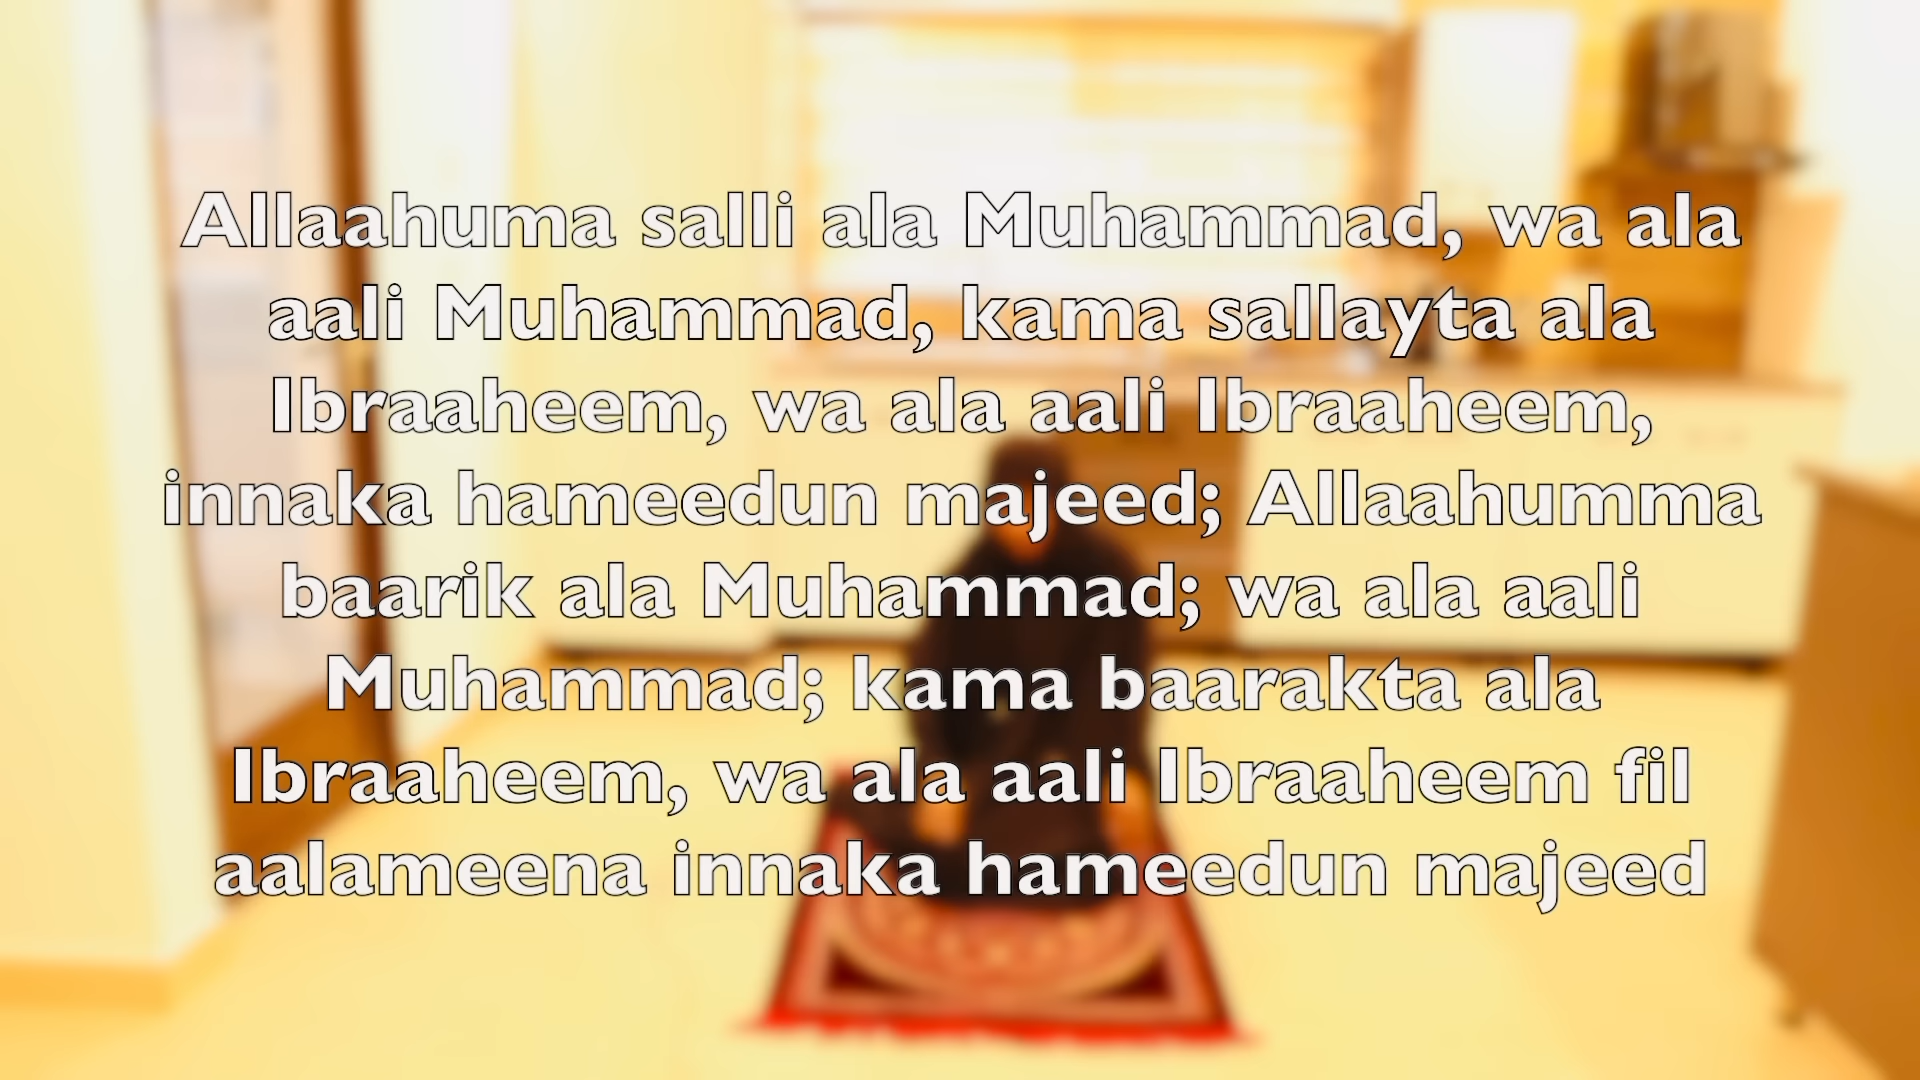 Allaahuma salli ala Muhammad, wa ala
aali Muhammad, kama sallayta ala
Ibraaheem, wa ala aali Ibraaheem,
innaka hameedun majeed; Allaahumma
baarik ala Muhammad; wa ala aali
Muhammad; kama baarakta ala
Ibraaheem, wa ala aali Ibraaheem fil
aalameena innaka hameedun majeed